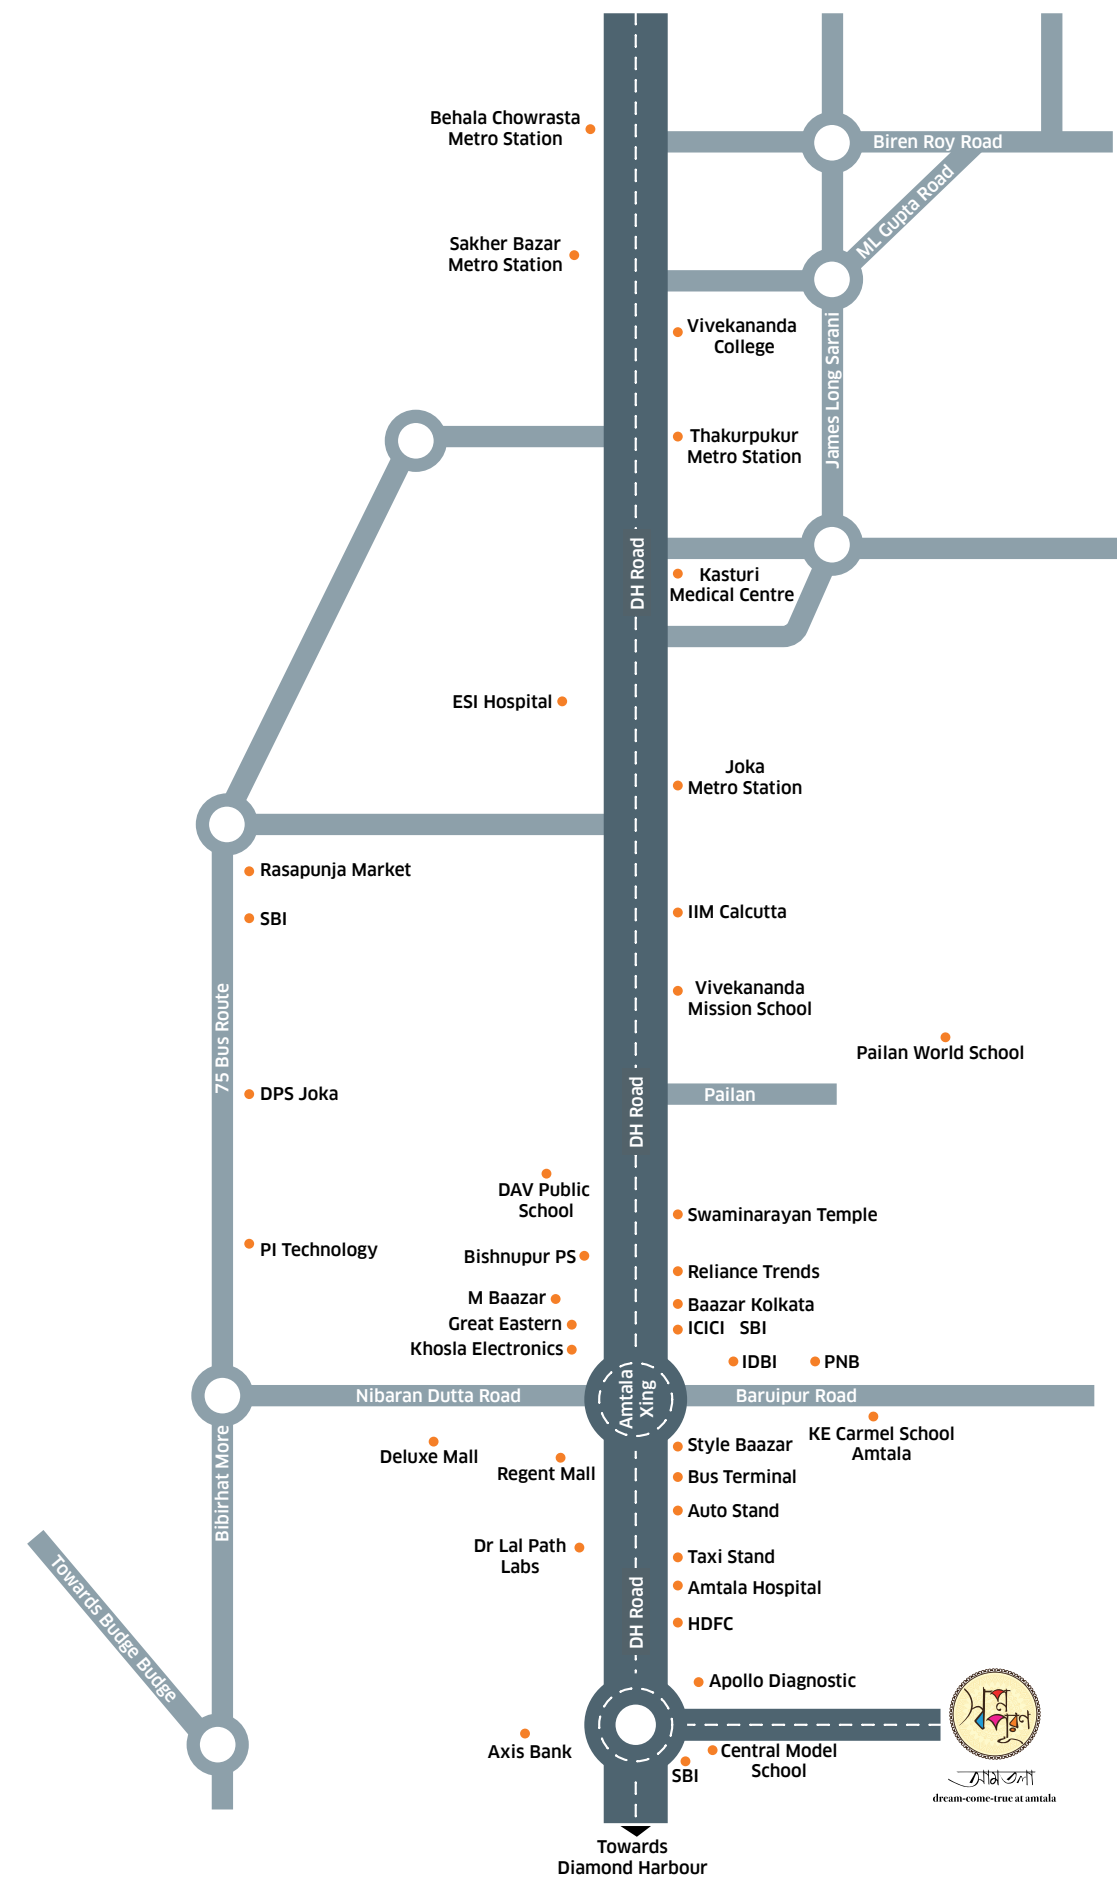 Behala Chowrasta
Metro Station
Biren Roy Road
ML Gupta Road
Sakher Bazar
Metro Station
Vivekananda
College
James Long Sarani
Thakurpukur
Metro Station
DH Road
Kasturi
Medical Centre
ESI Hospital
Joka
Metro Station
Rasapunja Market
SBI
IIM Calcutta
75 Bus Route
Vivekananda
Mission School
Pailan World School
DPS Joka
DH Road
Pailan
DAV Public
School
Swaminarayan Temple
PI Technology
Bishnupur PS
Reliance Trends
M Baazar
Baazar Kolkata
Great Eastern
ICICI SBI
Khosla Electronics
IDBI
PNB
Nibaran Dutta Road
Amtala
Xing
Baruipur Road
KE Carmel School
Amtala
Style Baazar
Deluxe Mall
Regent Mall
Bus Terminal
Bibirhat More
Auto Stand
Dr Lal Path
Labs
Taxi Stand
Amtala Hospital
DH Road
HDFC
Towards Budge Budge
Apollo Diagnostic
Axis Bank
Central Model
School
SBI
আমতলা
dream-come-true at amtala
Towards
Diamond Harbour